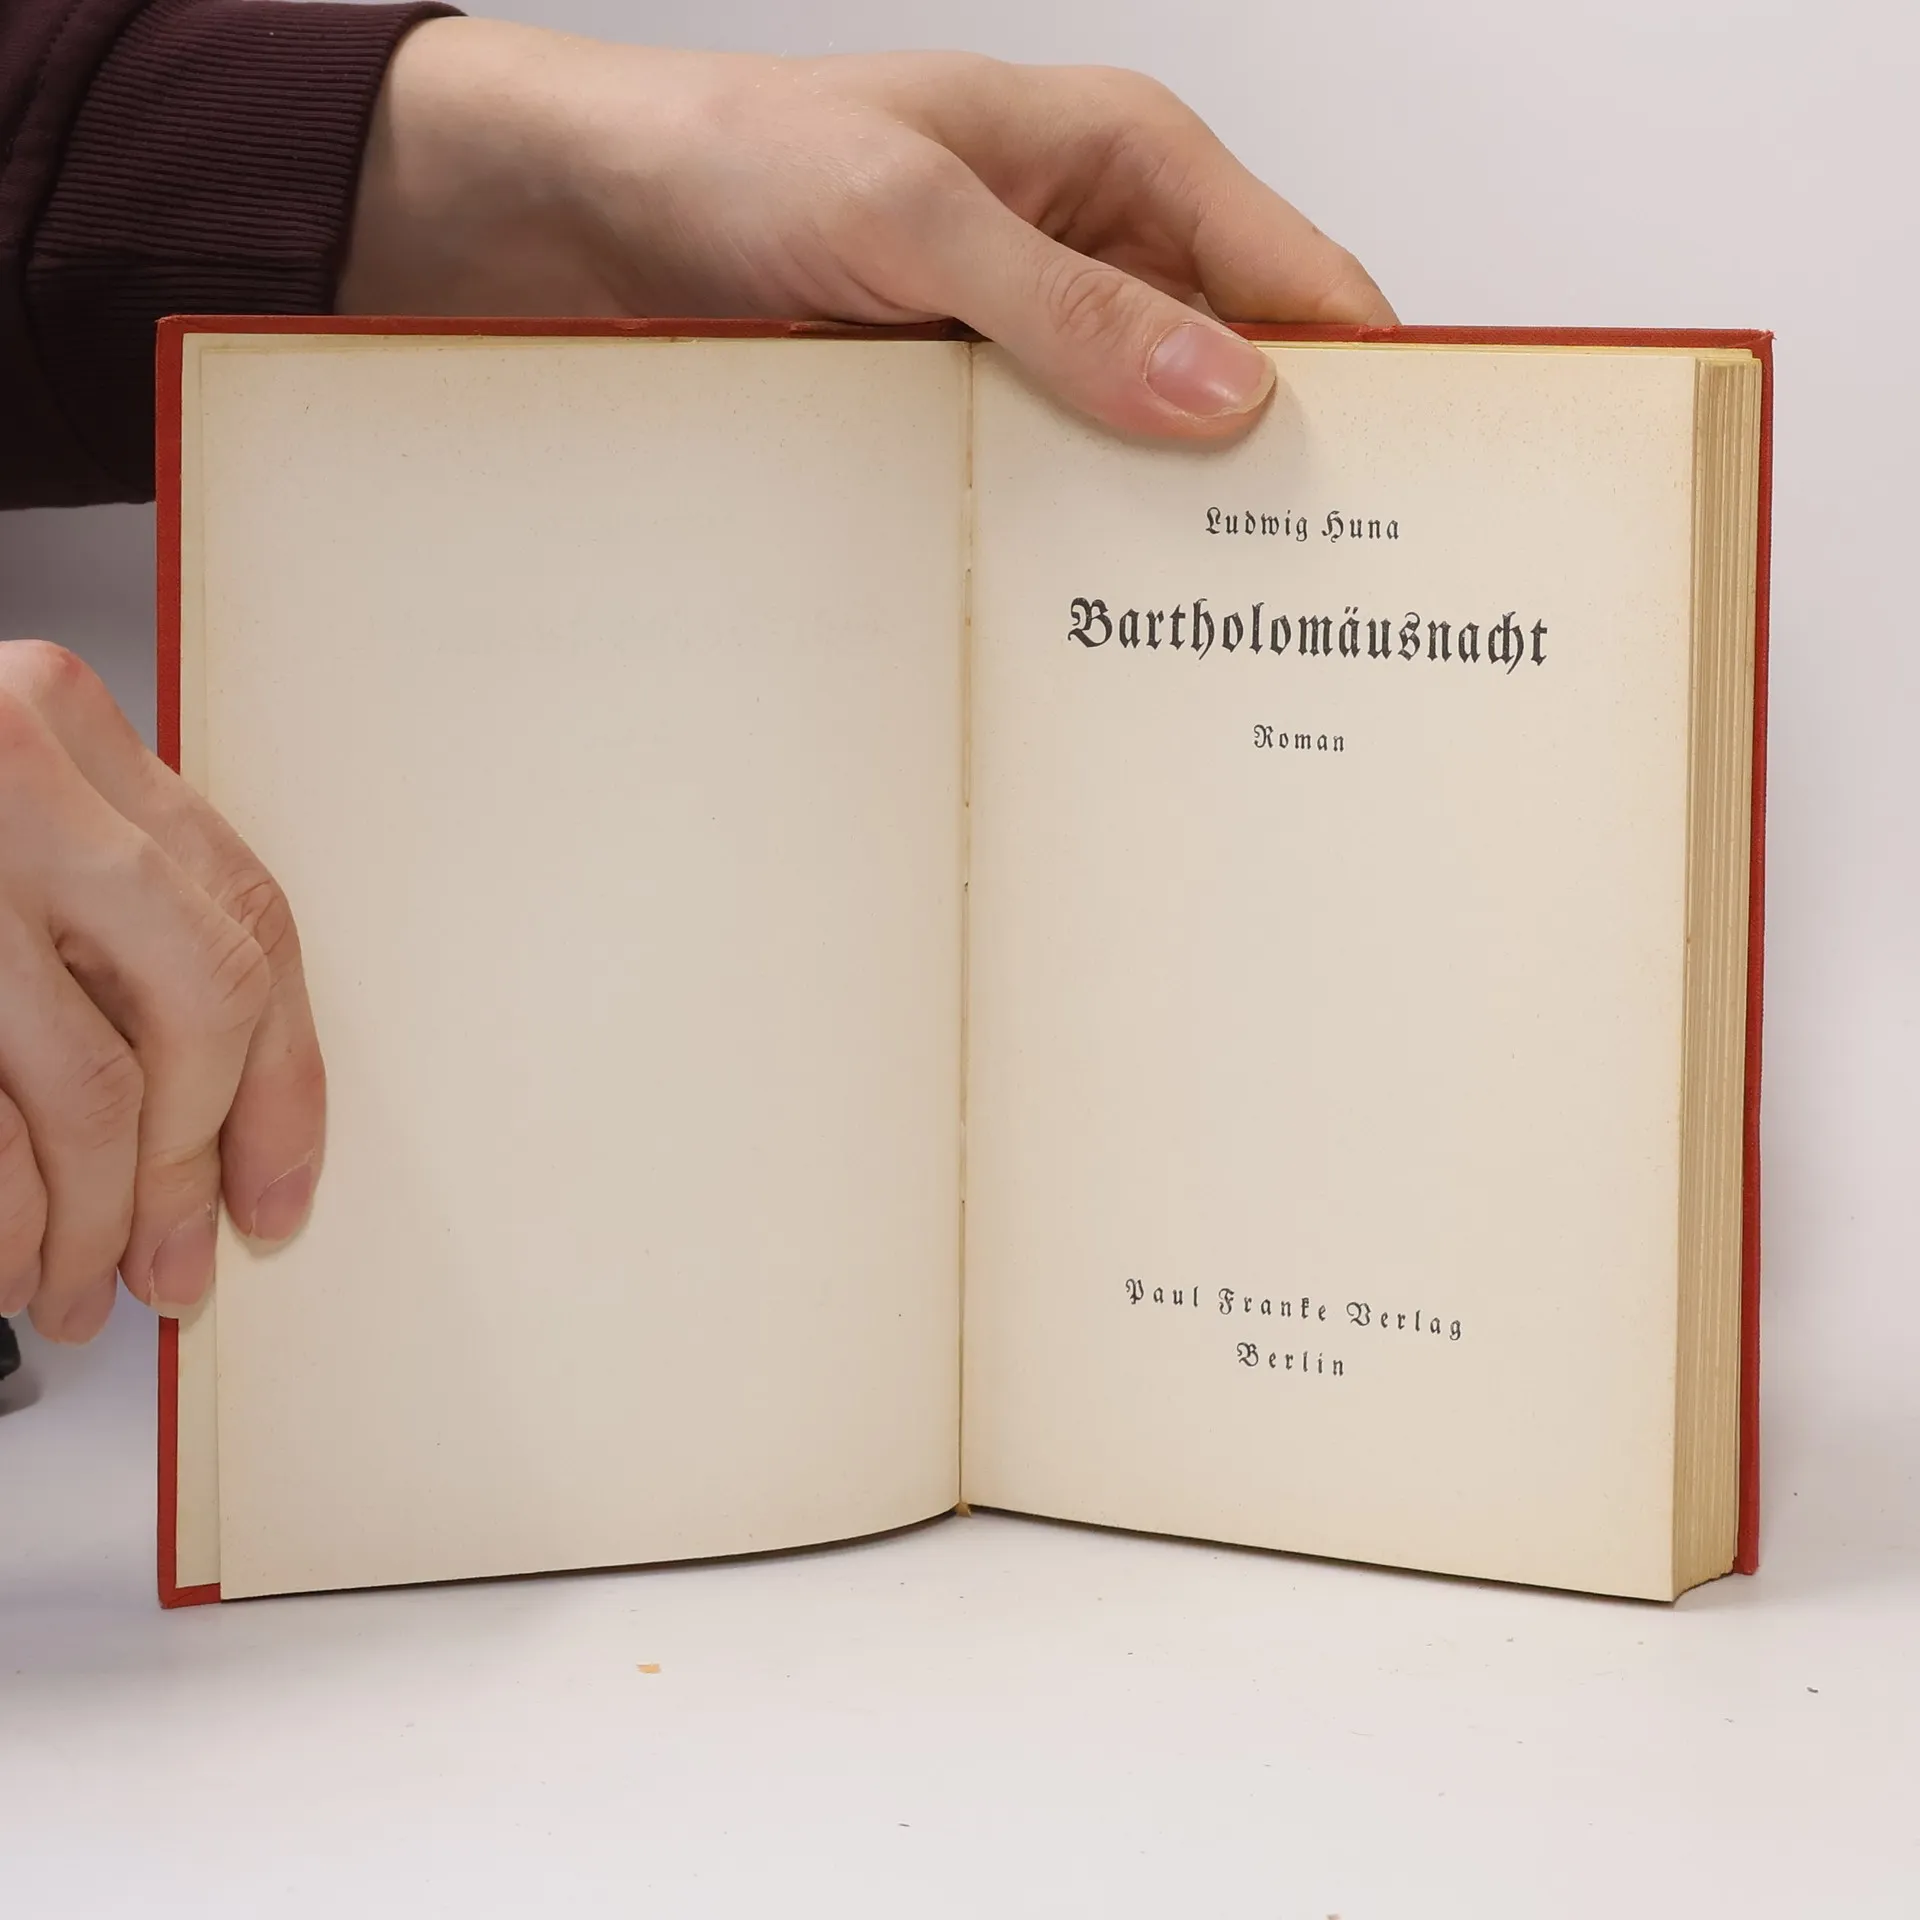 Ludwig Huna
Bartholomäusnacht
Roman
Paul Franke Verlag
Berlin